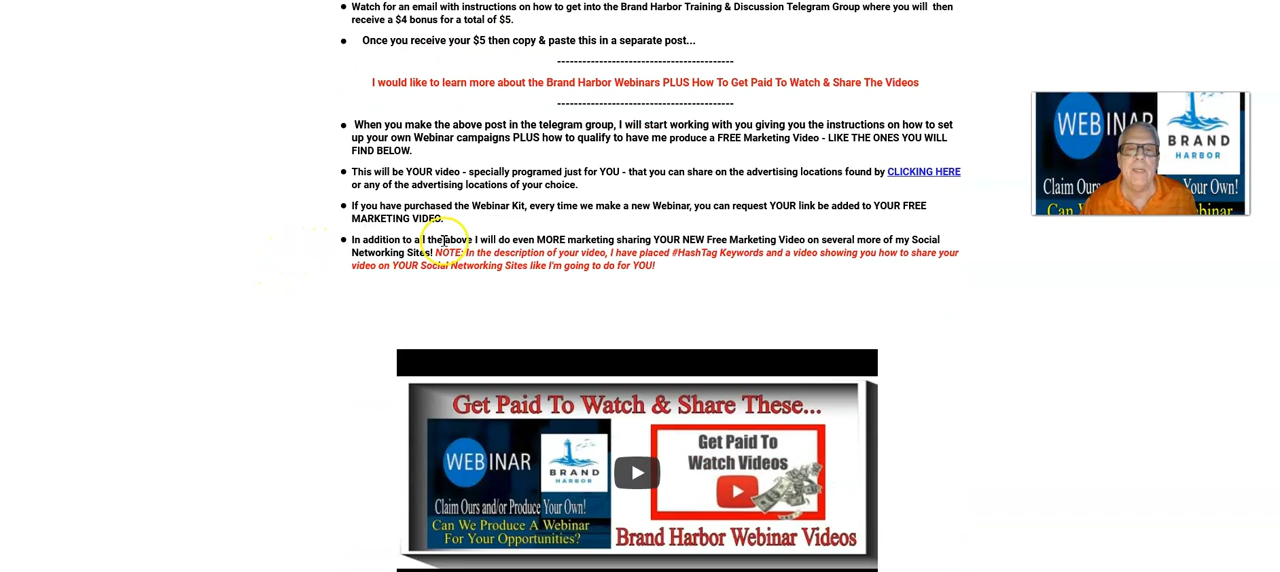 Watch for an email with instructions on how to get into the Brand Harbor Training & Discussion Telegram Group where you will then
receive a $4 bonus for a total of $5.
Once you receive your $5 then copy & paste this in a separate post...
------------------------------------------
I would like to learn more about the Brand Harbor Webinars PLUS How To Get Paid To Watch & Share The Videos
------------------------------------------
When you make the above post in the telegram group, I will start working with you giving you the instructions on how to set
up your own Webinar campaigns PLUS how to qualify to have me produce a FREE Marketing Video - LIKE THE ONES YOU WILL
FIND BELOW.
This will be YOUR video - specially programed just for YOU - that you can share on the advertising locations found by CLICKING HERE
or any of the advertising locations of your choice.
If you have purchased the Webinar Kit, every time we make a new Webinar, you can request YOUR link be added to YOUR FREE
MARKETING VIDEO.
In addition to all the above I will do even MORE marketing sharing YOUR NEW Free Marketing Video on several more of my Social
Networking Sites! NOTE: In the description of your video, I have placed #HashTag Keywords and a video showing you how to share your
video on YOUR Social Networking Sites like I'm going to do for YOU!
WEBIN
BRAND
HARBOR
Claim Ou
Your Own!
Can W
binar
Get Paid To Watch & Share These...
WEBINAR
BRAND
HARBOR
Claim Ours and/or Produce Your Own!
Can We Produce A Webinar
For Your Opportunities?
Get Paid To
Watch Videos
Brand Harbor Webinar Videos